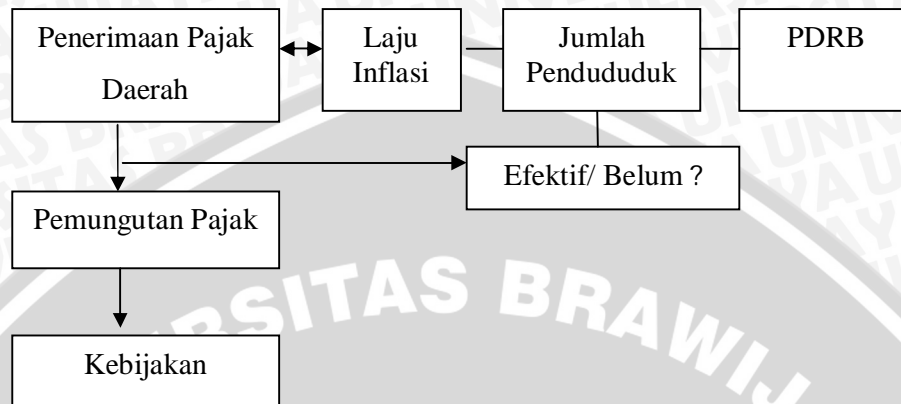 Penerimaan Pajak
Daerah
Laju
Inflasi
Jumlah
Pendududuk
PDRB
Efektif/ Belum ?
Pemungutan Pajak
Kebijakan
SITAS BRAWIJ